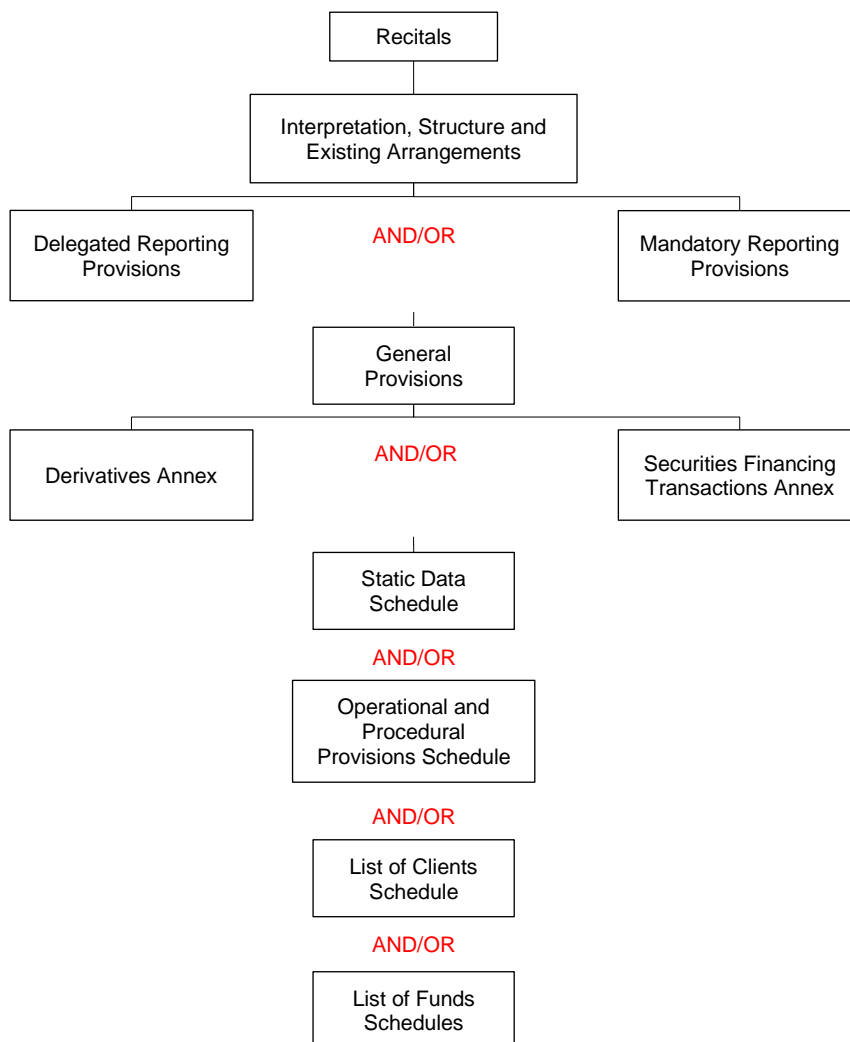 Recitals
Interpretation, Structure and
Existing Arrangements
Delegated Reporting
Provisions
AND/OR
Mandatory Reporting
Provisions
General
Provisions
Derivatives Annex
AND/OR
Securities Financing
Transactions Annex
Static Data
Schedule
AND/OR
Operational and
Procedural
Provisions Schedule
AND/OR
List of Clients
Schedule
AND/OR
List of Funds
Schedules